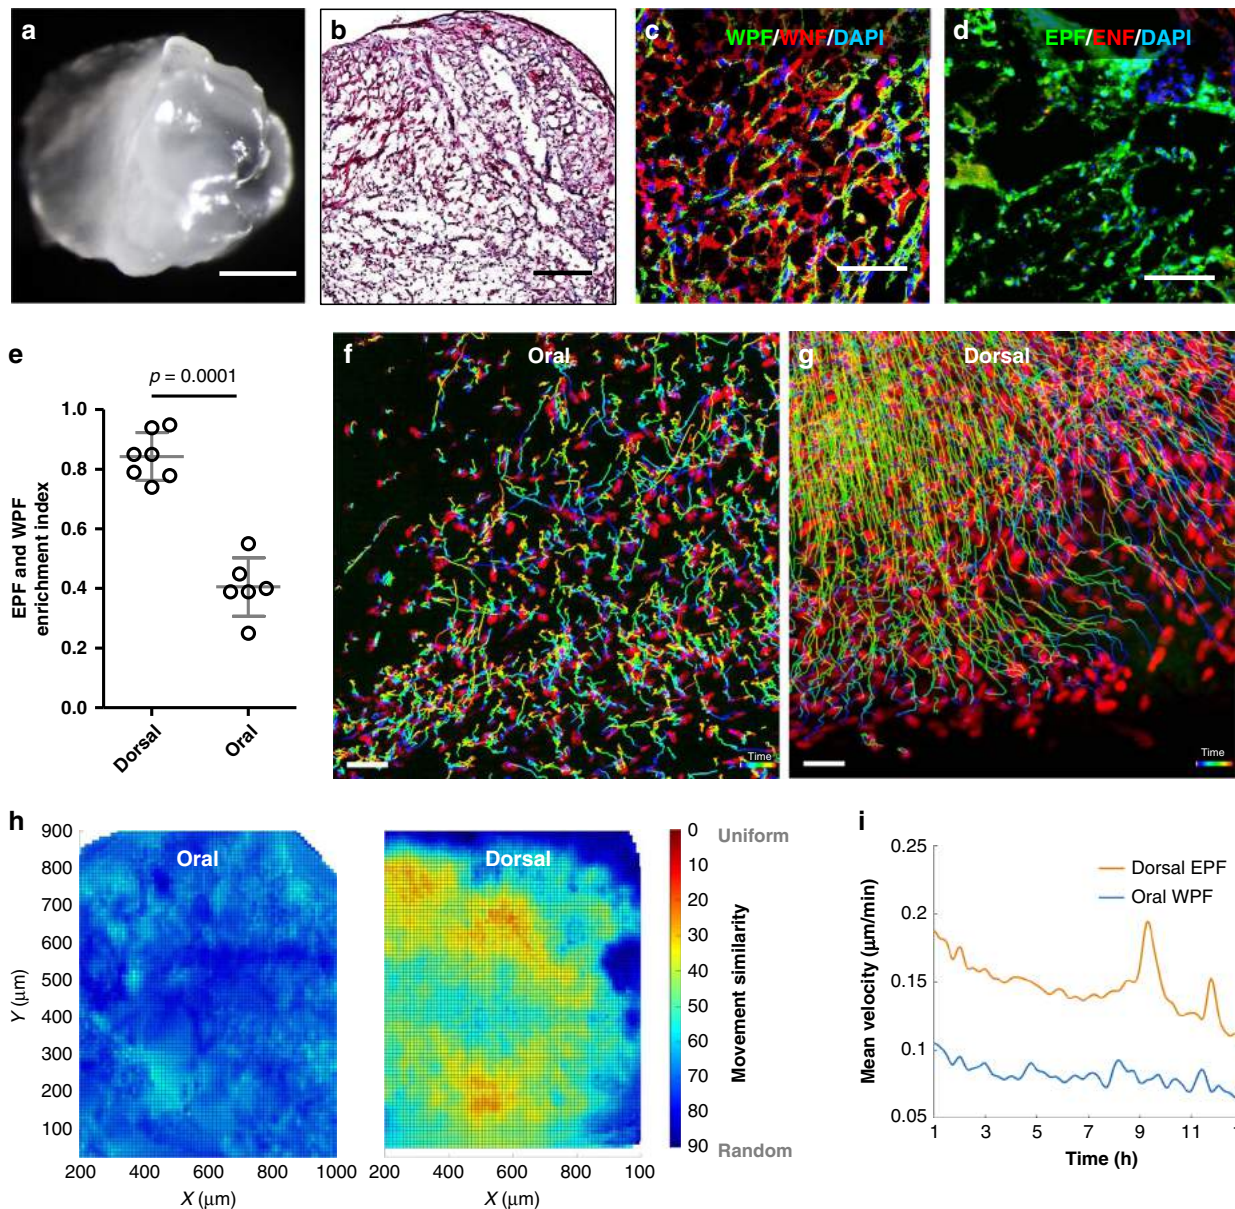 a
b
c
WPF/WNF/DAPI
d
EPF/ENF/DAPI
e
p = 0.0001
EPF and WPF
enrichment index
1.0
0.8
0.6
0.4
0.2
0.0
Dorsal
Oral
f
Oral
Time
g
Dorsal
Time
h
Oral
Y (μm)
900
800
700
600
500
400
300
200
100
200
400
600
800
1000
X (μm)
Dorsal
200
400
600
800
100
X (μm)
0
10
20
30
40
50
60
70
80
90
Uniform
Movement similarity
Random
i
Mean velocity (μm/min)
0.25
0.2
0.15
0.1
0.05
Dorsal EPF
Oral WPF
1
3
5
7
9
11
1
Time (h)